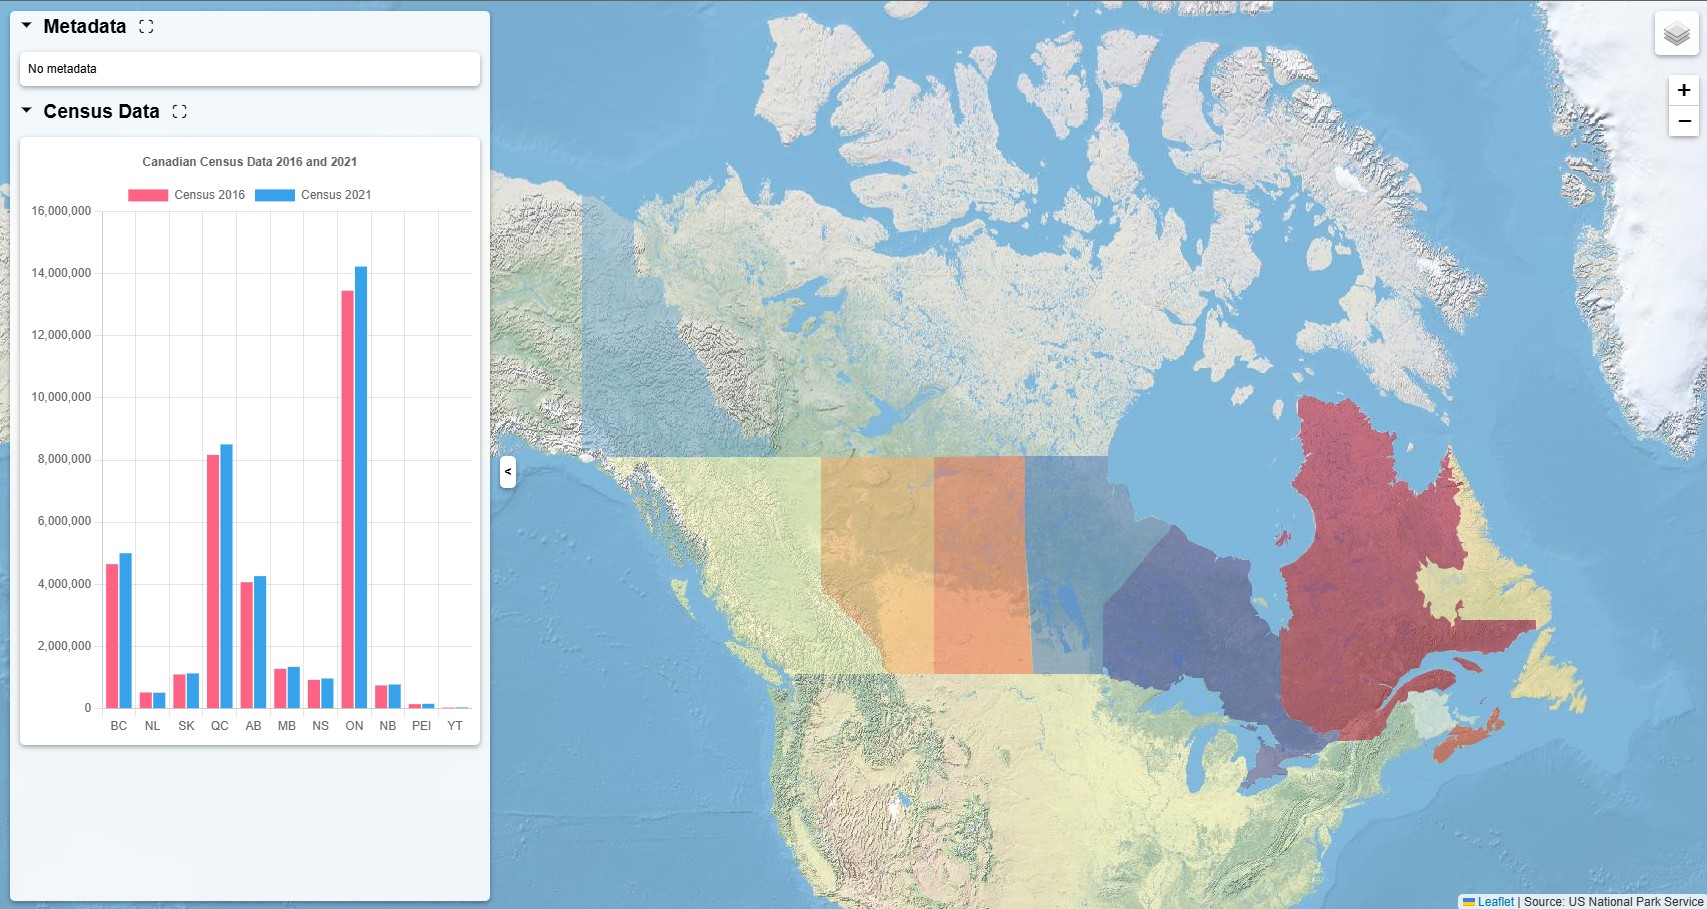 Metadata
No metadata
Census Data
Canadian Census Data 2016 and 2021
Census 2016 Census 2021
16,000,000
14,000,000
12,000,000
10,000,000
8,000,000
6,000,000
4,000,000
2,000,000
0
BC NL SK QC AB MB NS ON NB PEI YT
<
+
−
Leaflet | Source: US National Park Service